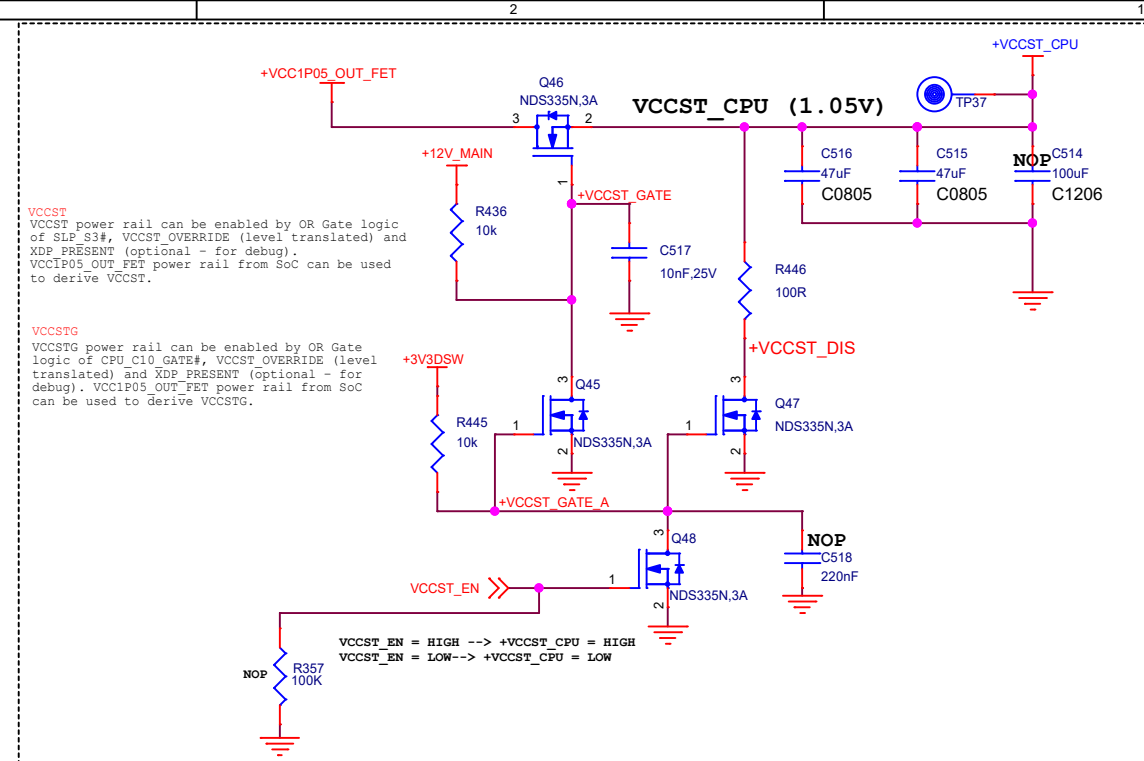 2
1
+VCCST_CPU
+VCC1P05_OUT_FET
Q46
NDS335N,3A
VCCST_CPU (1.05V)
TP37
3
2
+12V_MAIN
C516
47uF
C0805
C515
47uF
C0805
NOP
C514
100uF
C1206
1
+VCCST_GATE
R436
10k
VCCST
VCCST power rail can be enabled by OR Gate logic
of SLP_S3#, VCCST_OVERRIDE (level translated) and
XDP_PRESENT (optional - for debug).
VCC1P05_OUT_FET power rail from SoC can be used
to derive VCCST.
C517
10nF,25V
R446
100R
VCCSTG
VCCSTG power rail can be enabled by OR Gate
logic of CPU_C10_GATE#, VCCST_OVERRIDE (level
translated) and XDP_PRESENT (optional - for
debug). VCC1P05_OUT_FET power rail from SoC
can be used to derive VCCSTG.
+3V3DSW
+VCCST_DIS
3
Q45
1
NDS335N,3A
2
3
Q47
1
NDS335N,3A
2
R445
10k
+VCCST_GATE_A
3
Q48
NOP
C518
220nF
VCCST_EN
1
NDS335N,3A
2
VCCST_EN = HIGH --> +VCCST_CPU = HIGH
VCCST_EN = LOW--> +VCCST_CPU = LOW
NOP
R357
100K